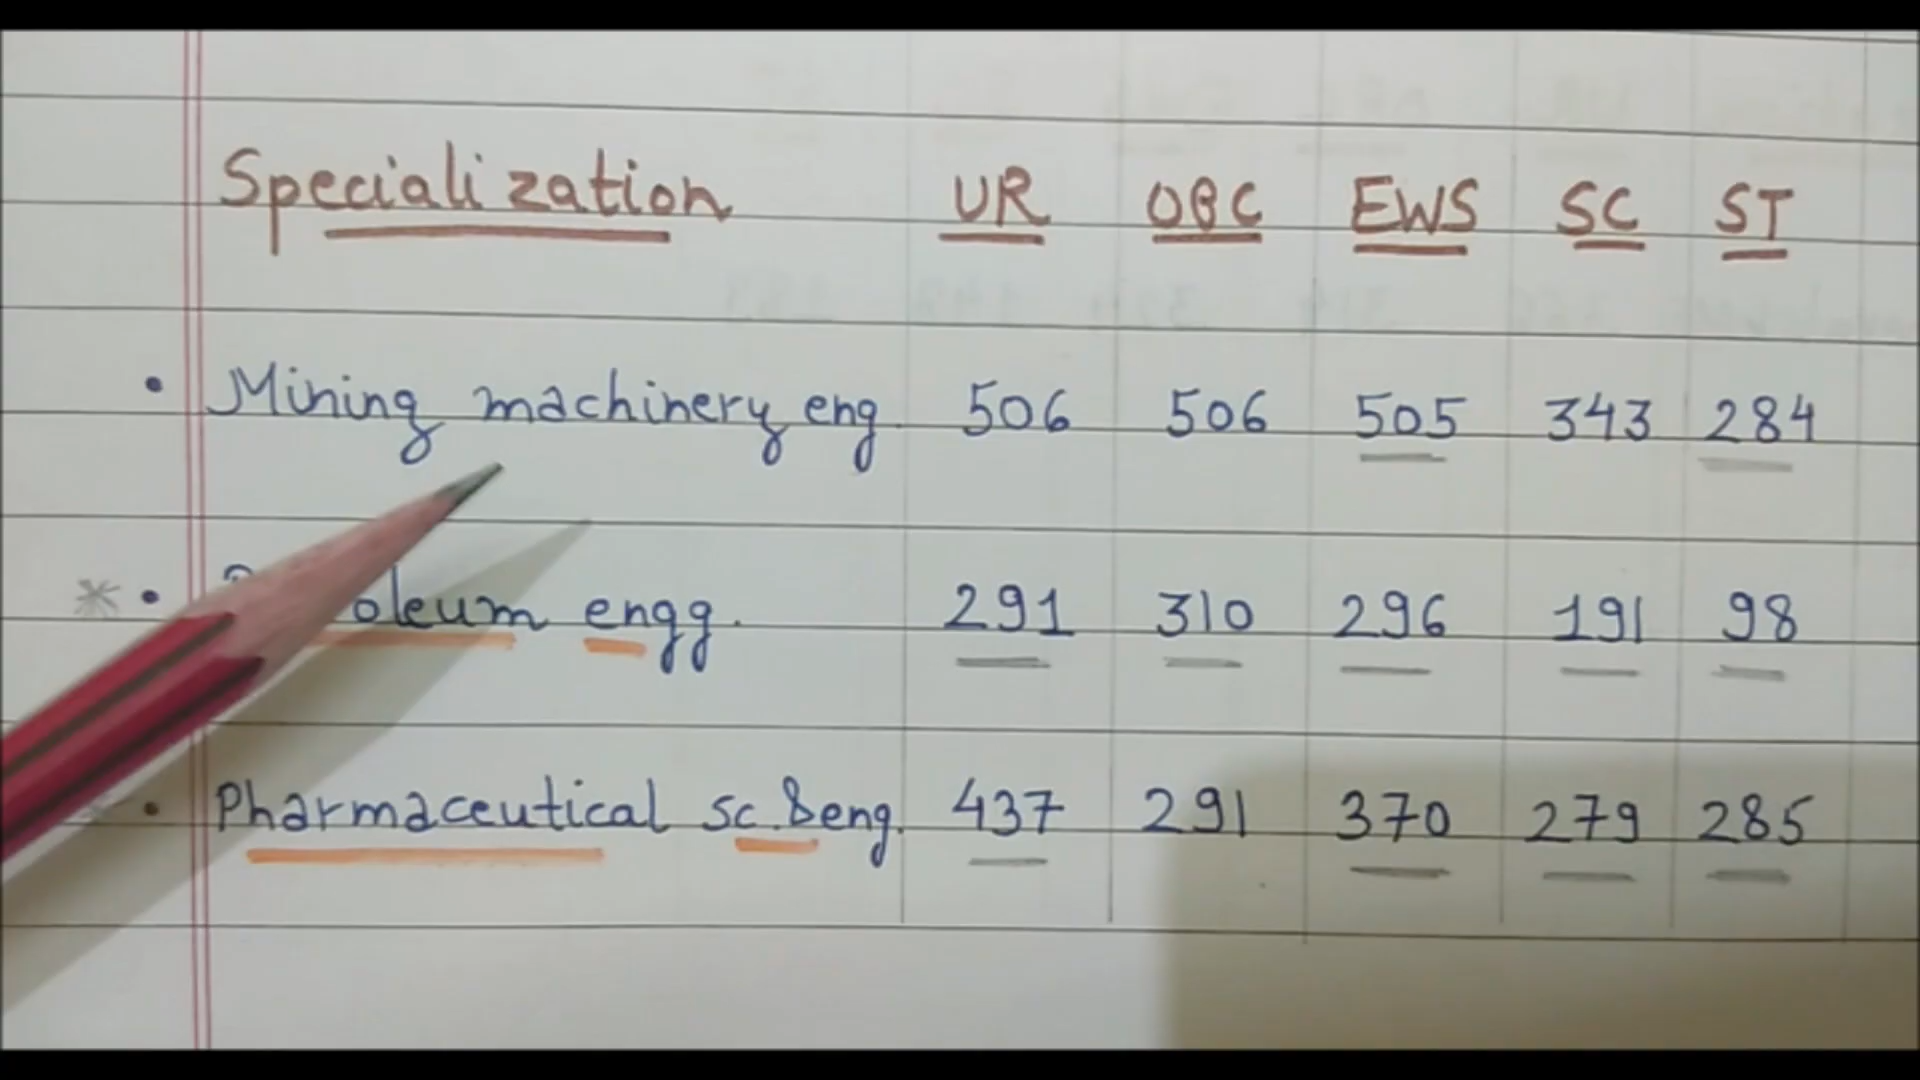 Specialization UR OBC EWS SC ST
• Mining machinery eng. 506 506 505 343 284
* • oleum engg. 291 310 296 191 98
• Pharmaceutical sc. & eng. 437 291 370 279 285